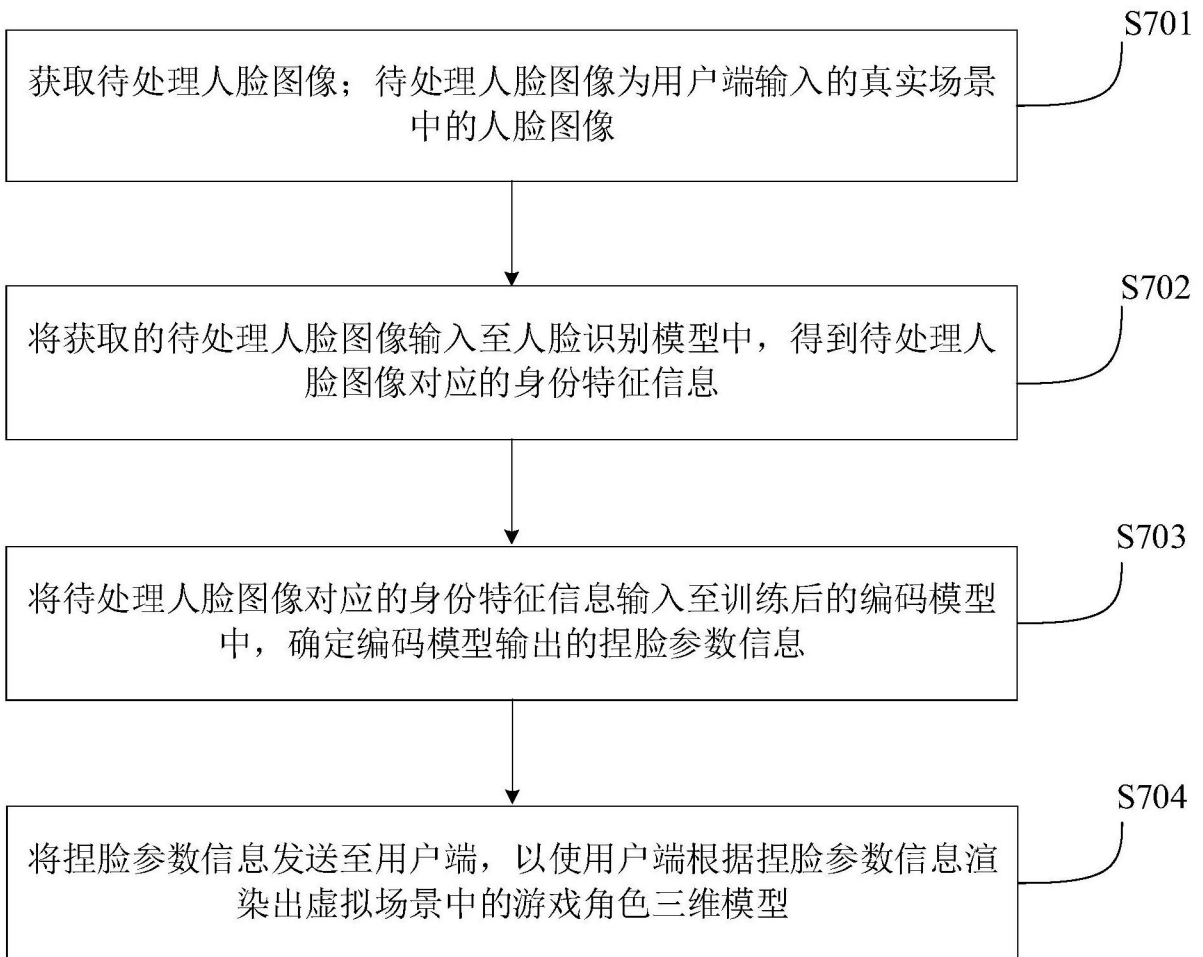 S701
获取待处理人脸图像；待处理人脸图像为用户端输入的真实场景
中的人脸图像
S702
将获取的待处理人脸图像输入至人脸识别模型中，得到待处理人
脸图像对应的身份特征信息
S703
将待处理人脸图像对应的身份特征信息输入至训练后的编码模型
中，确定编码模型输出的捏脸参数信息
S704
将捏脸参数信息发送至用户端，以使用户端根据捏脸参数信息渲
染出虚拟场景中的游戏角色三维模型